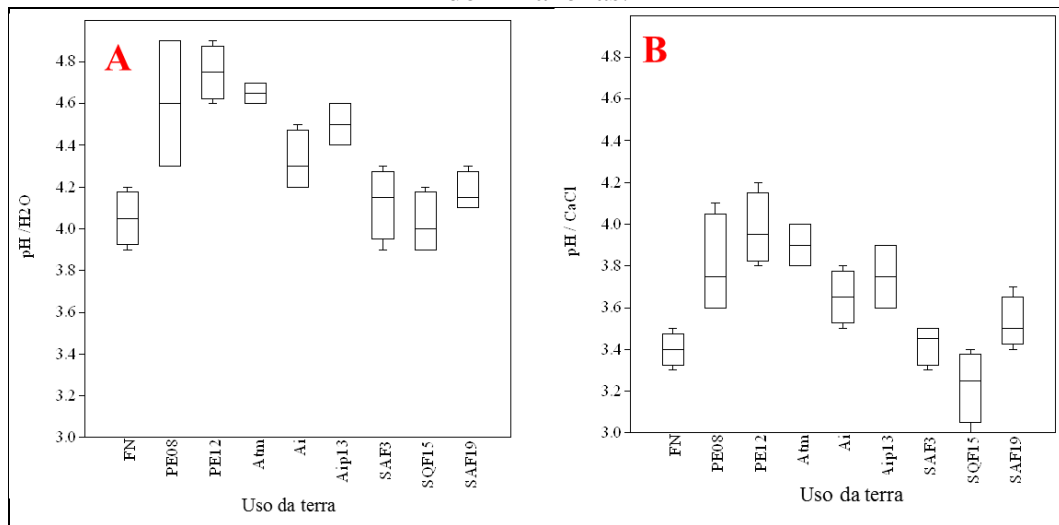 A
pH /H2O
4.8
4.6
4.4
4.2
4.0
3.8
3.6
3.4
3.2
3.0
FN
PE08
PE12
Atm
Ai
Aip13
SAF3
SQF15
SAF19
Uso da terra
B
pH / CaCl
4.8
4.6
4.4
4.2
4.0
3.8
3.6
3.4
3.2
3.0
FN
PE08
PE12
Atm
Ai
Aip13
SAF3
SQF15
SAF19
Uso da terra